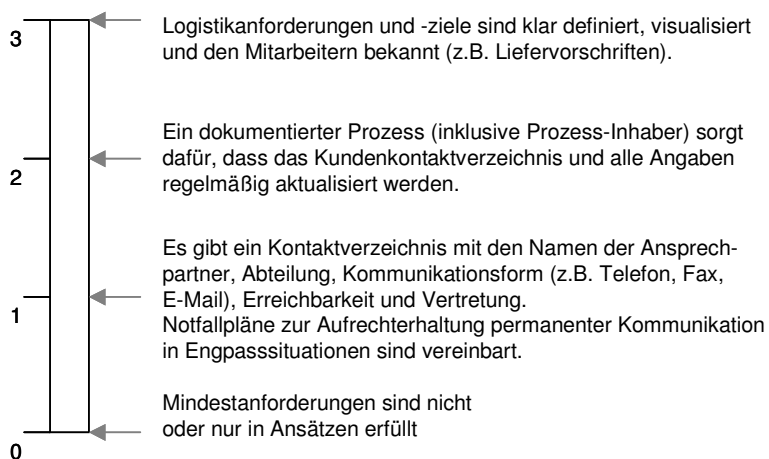 3
Logistikanforderungen und -ziele sind klar definiert, visualisiert
und den Mitarbeitern bekannt (z.B. Liefervorschriften).
Ein dokumentierter Prozess (inklusive Prozess-Inhaber) sorgt
dafür, dass das Kundenkontaktverzeichnis und alle Angaben
2
regelmäßig aktualisiert werden.
Es gibt ein Kontaktverzeichnis mit den Namen der Ansprech-
partner, Abteilung, Kommunikationsform (z.B. Telefon, Fax,
E-Mail), Erreichbarkeit und Vertretung.
1
Notfallpläne zur Aufrechterhaltung permanenter Kommunikation
in Engpasssituationen sind vereinbart.
Mindestanforderungen sind nicht
oder nur in Ansätzen erfüllt
0